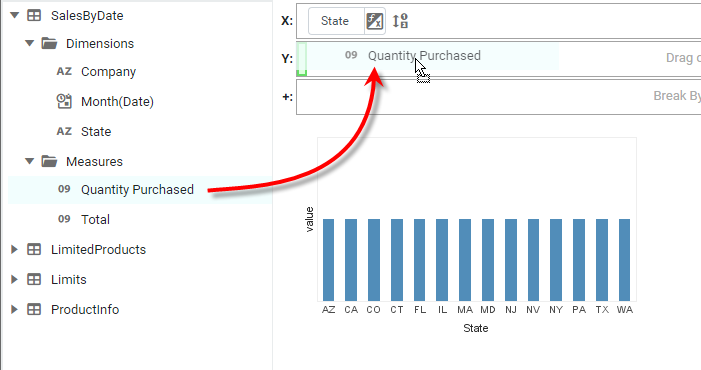 SalesByDate
Dimensions
AZ Company
Month(Date)
AZ State
Measures
09 Quantity Purchased
09 Total
LimitedProducts
Limits
ProductInfo
X: State
Y: 09 Quantity Purchased Drag
+: Break By
value
AZ CA CO CT FL IL MA MD NJ NV NY PA TX WA
State